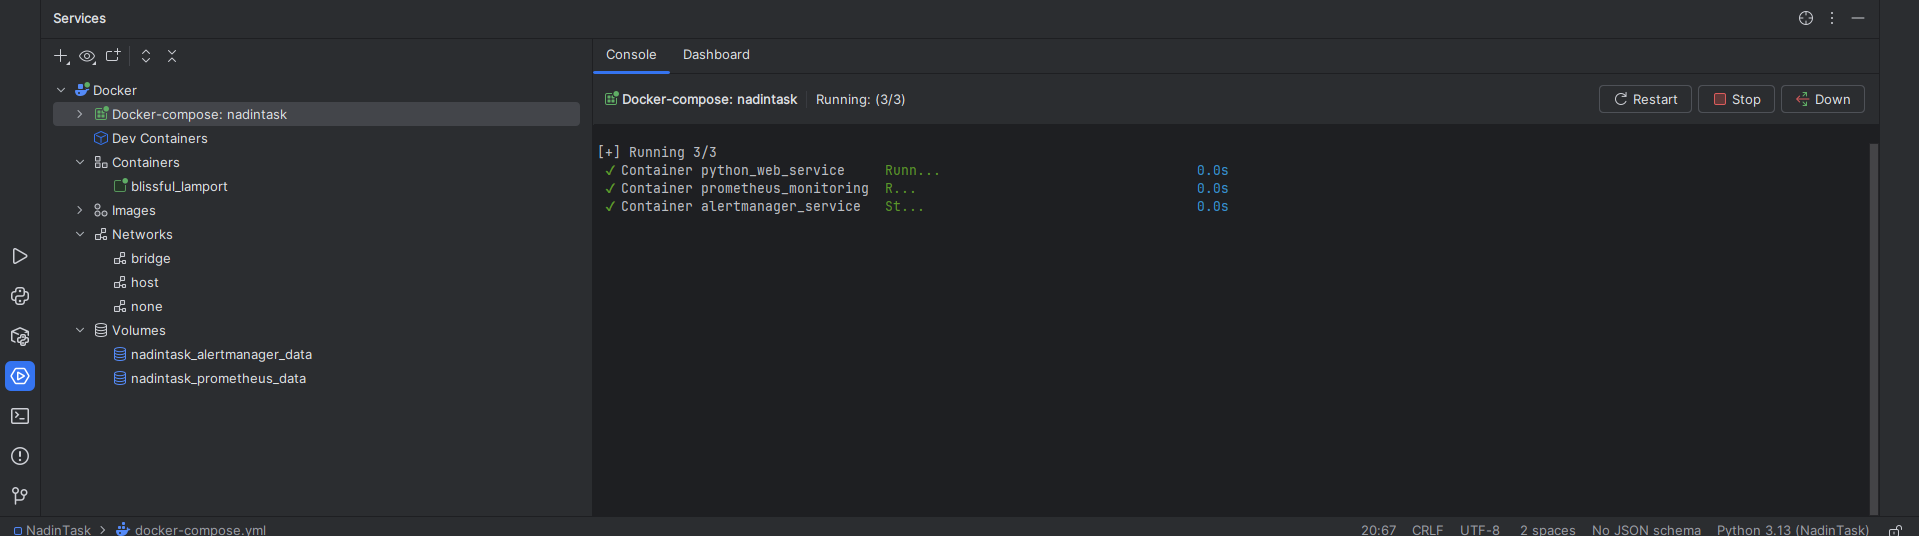 Services
Docker
Docker-compose: nadintask
Dev Containers
Containers
blissful_lamport
Images
Networks
bridge
host
none
Volumes
nadintask_alertmanager_data
nadintask_prometheus_data
Console Dashboard
Docker-compose: nadintask Running: (3/3) Restart Stop Down
[+] Running 3/3
✓ Container python_web_service Runn... 0.0s
✓ Container prometheus_monitoring R... 0.0s
✓ Container alertmanager_service St... 0.0s
NadinTask > docker-compose.yml 20:67 CRLF UTF-8 2 spaces No JSON schema Python 3.13 (NadinTask)